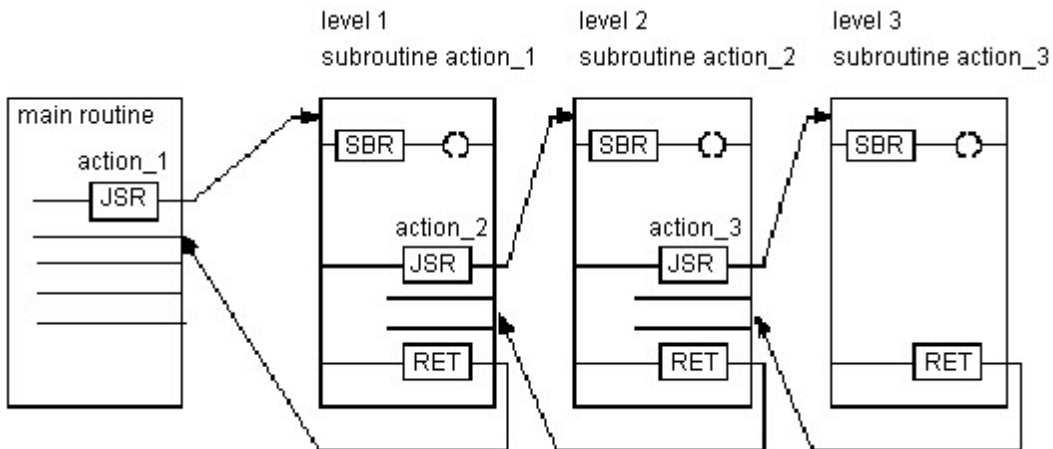 level 1
subroutine action_1
level 2
subroutine action_2
level 3
subroutine action_3
main routine
action_1
JSR
SBR
action_2
JSR
RET
SBR
action_3
JSR
RET
SBR
RET